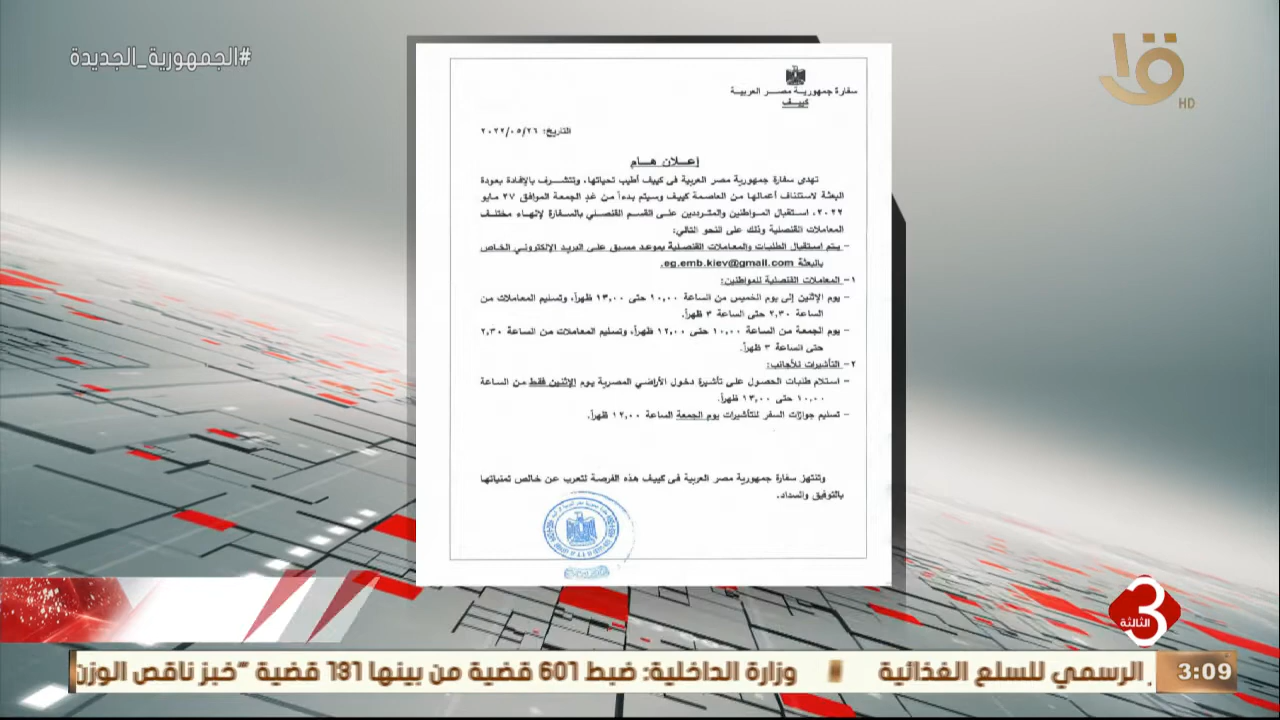 #الجمهورية_الجديدة
HD
سفارة جمهورية مصر العربية
كييف
التاريخ: ٢٠٢٢/٠٥/٢٦
إعلان هام
تهدى سفارة جمهورية مصر العربية فى كييف أطيب تحياتها، وتتشرف بالإفادة بعودة
البعثة لاستئناف أعمالها من العاصمة كييف وسيتم بدءاً من غدٍ الجمعة الموافق ٢٧ مايو
٢٠٢٢، استقبال المواطنين والمترددين على القسم القنصلي بالسفارة لإنهاء مختلف
المعاملات القنصلية وذلك على النحو التالي:
- يتم استقبال الطلبات والمعاملات القنصلية بموعد مسبق على البريد الإلكتروني الخاص
بالبعثة eg.emb.kiev@gmail.com.
١- المعاملات القنصلية للمواطنين:
- يوم الإثنين إلى يوم الخميس من الساعة ١٠,٠٠ حتى ١٣,٠٠ ظهراً، وتسليم المعاملات من
الساعة ٢,٣٠ حتى الساعة ٣ ظهراً.
- يوم الجمعة من الساعة ١٠,٠٠ حتى ١٢,٠٠ ظهراً، وتسليم المعاملات من الساعة ٢,٣٠
حتى الساعة ٣ ظهراً.
٢- التأشيرات للأجانب:
- استلام طلبات الحصول على تأشيرة دخول الأراضي المصرية يوم الإثنين فقط من الساعة
١٠,٠٠ حتى ١٣,٠٠ ظهراً.
- تسليم جوازات السفر للتأشيرات يوم الجمعة الساعة ١٢,٠٠ ظهراً.
وتنتهز سفارة جمهورية مصر العربية فى كييف هذه الفرصة لتعرب عن خالص تمنياتها
بالتوفيق والسداد.
3
الثالثة
3:09
الرسمي للسلع الغذائية
وزارة الداخلية: ضبط 601 قضية من بينها 181 قضية "خبز ناقص الوزن